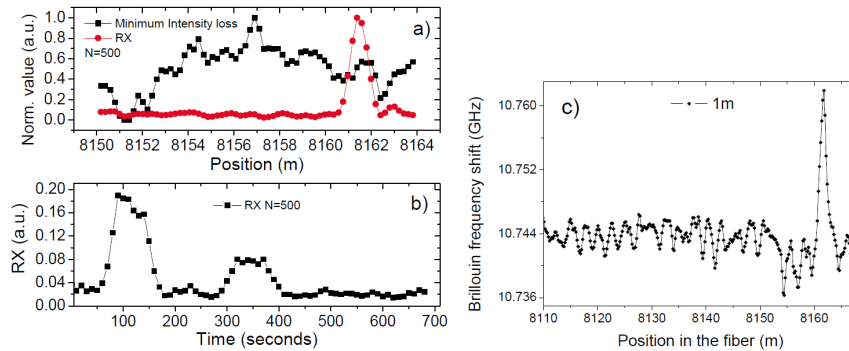 a)
Minimum Intensity loss
RX
N=500
Norm. value (a.u.)
1.0
0.8
0.6
0.4
0.2
0.0
8150 8152 8154 8156 8158 8160 8162 8164
Position (m)
b)
RX N=500
RX (a.u.)
0.20
0.16
0.12
0.08
0.04
0.00
100 200 300 400 500 600 700
Time (seconds)
c)
1m
Brillouin frequency shift (GHz)
10.760
10.752
10.744
10.736
8110 8120 8130 8140 8150 8160
Position in the fiber (m)